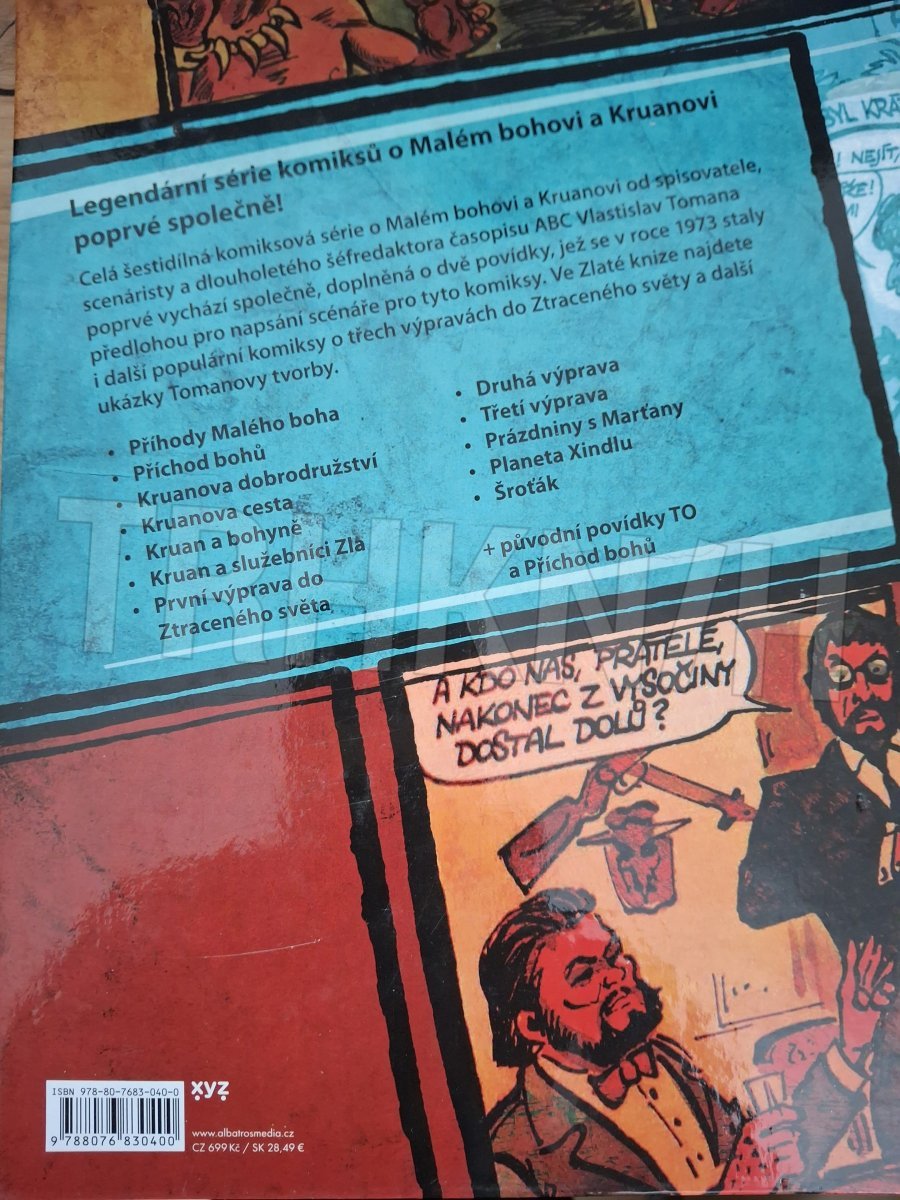 BYL KRÁ
NESÍT
Legendární série komiksů o Malém bohovi a Kruanovi
poprvé společně!
Celá šestidílná komiksová série o Malém bohovi a Kruanovi od spisovatele,
scenáristy a dlouholetého šéfredaktora časopisu ABC Vlastislav Tomana
poprvé vychází společně, doplněná o dvě povídky, jež se v roce 1973 staly
předlohou pro napsání scénáře pro tyto komiksy. Ve Zlaté knize najdete
i další populární komiksy o třech výpravách do Ztraceného světy a další
ukázky Tomanovy tvorby.
• Příhody Malého boha
• Příchod bohů
• Kruanova dobrodružství
• Kruanova cesta
• Kruan a bohyně
• Kruan a služebníci Zla
• První výprava do
Ztraceného světa
• Druhá výprava
• Třetí výprava
• Prázdniny s Marťany
• Planeta Xindlu
• Šroťák
+ původní povídky TO
a Příchod bohů
TRHKNIH
A KDO NÁS, PŘÁTELÉ,
NAKONEC Z VYSOČINY
DOSTAL DOLŮ?
ISBN 978-80-7683-040-0
9 788076 830400
xyz
www.albatrosmedia.cz
CZ 699 Kč / SK 28,49 €